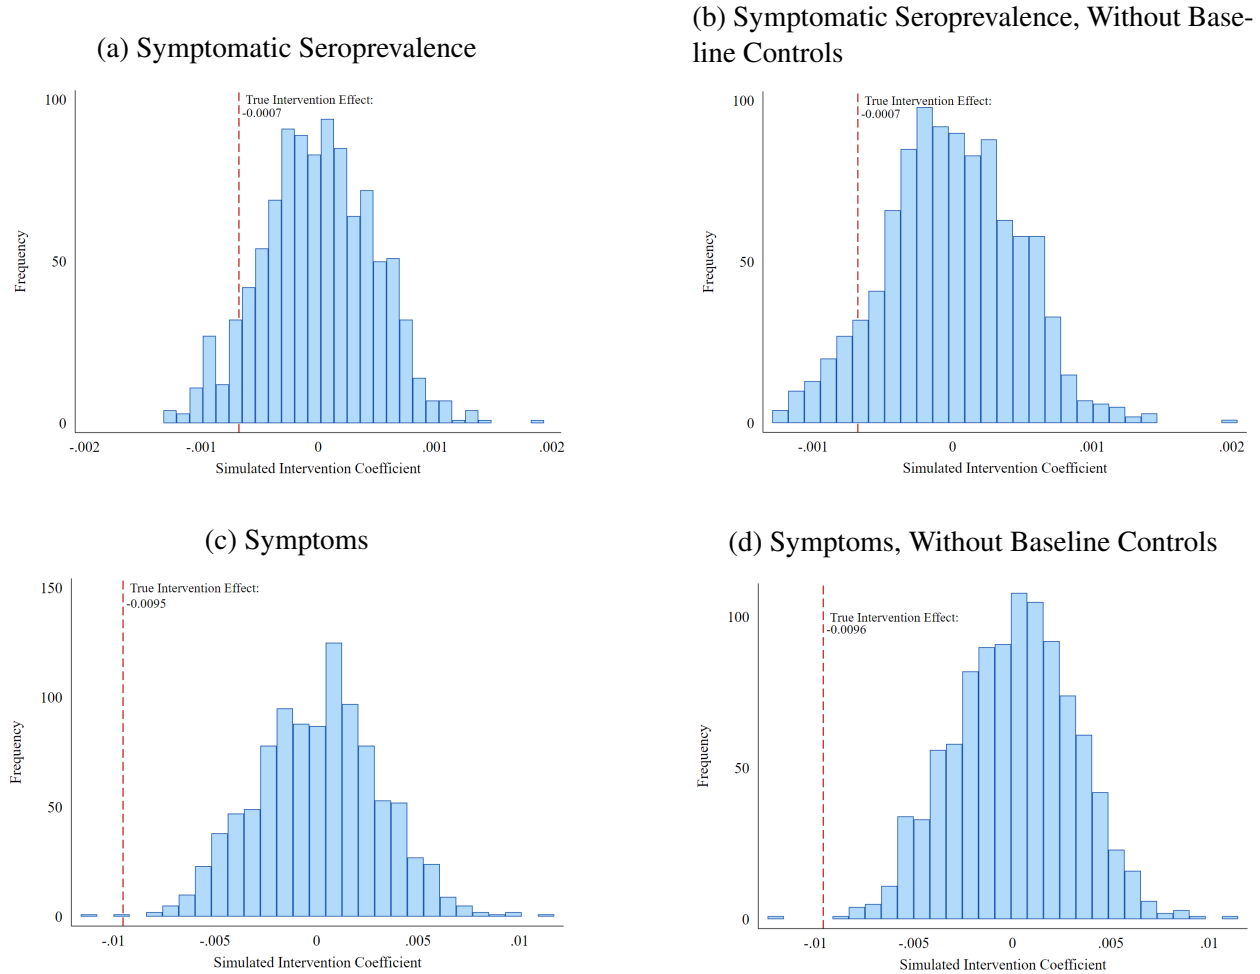 (a) Symptomatic Seroprevalence
100
50
0
Frequency
True Intervention Effect:
-0.0007
-.002
-.001
0
.001
.002
Simulated Intervention Coefficient
(b) Symptomatic Seroprevalence, Without Base-
line Controls
100
50
0
Frequency
True Intervention Effect:
-0.0007
-.001
0
.001
.002
Simulated Intervention Coefficient
(c) Symptoms
150
100
50
0
Frequency
True Intervention Effect:
-0.0095
-.01
-.005
0
.005
.01
Simulated Intervention Coefficient
(d) Symptoms, Without Baseline Controls
100
50
0
Frequency
True Intervention Effect:
-0.0096
-.01
-.005
0
.005
.01
Simulated Intervention Coefficient